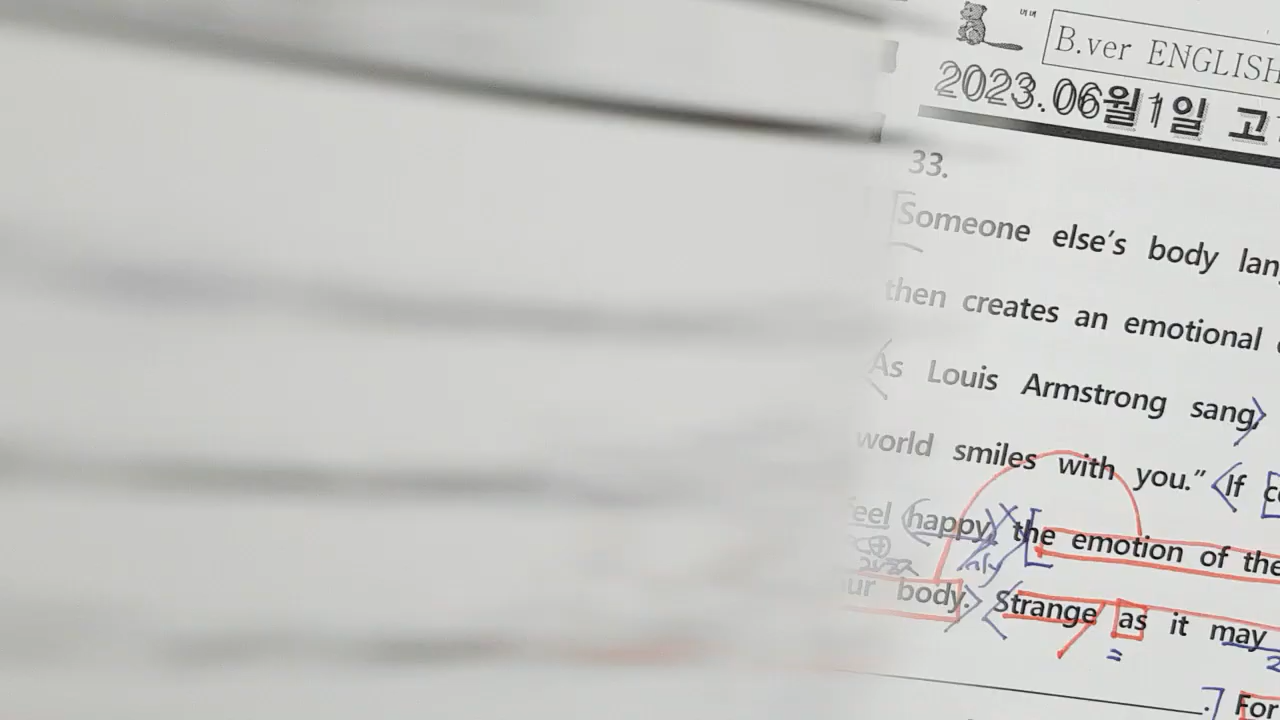 B.ver ENGLISH
2023.06월1일 고
33.
Someone else's body
then creates an emotional
As Louis Armstrong sang,
world smiles with you." If
feel happy, the emotion of the
body. Strange as it may
For